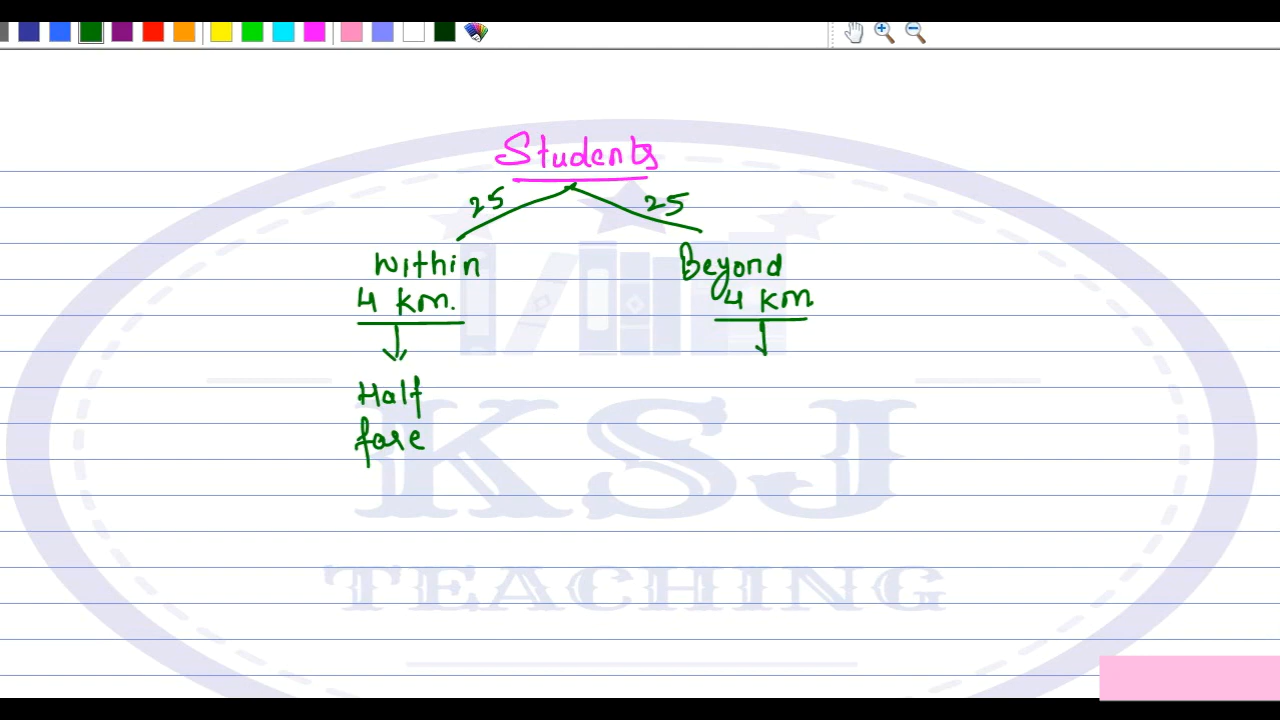 Students
25 25
Within Beyond
4 km. 4 km
Half
fare
KSJ
TEACHING